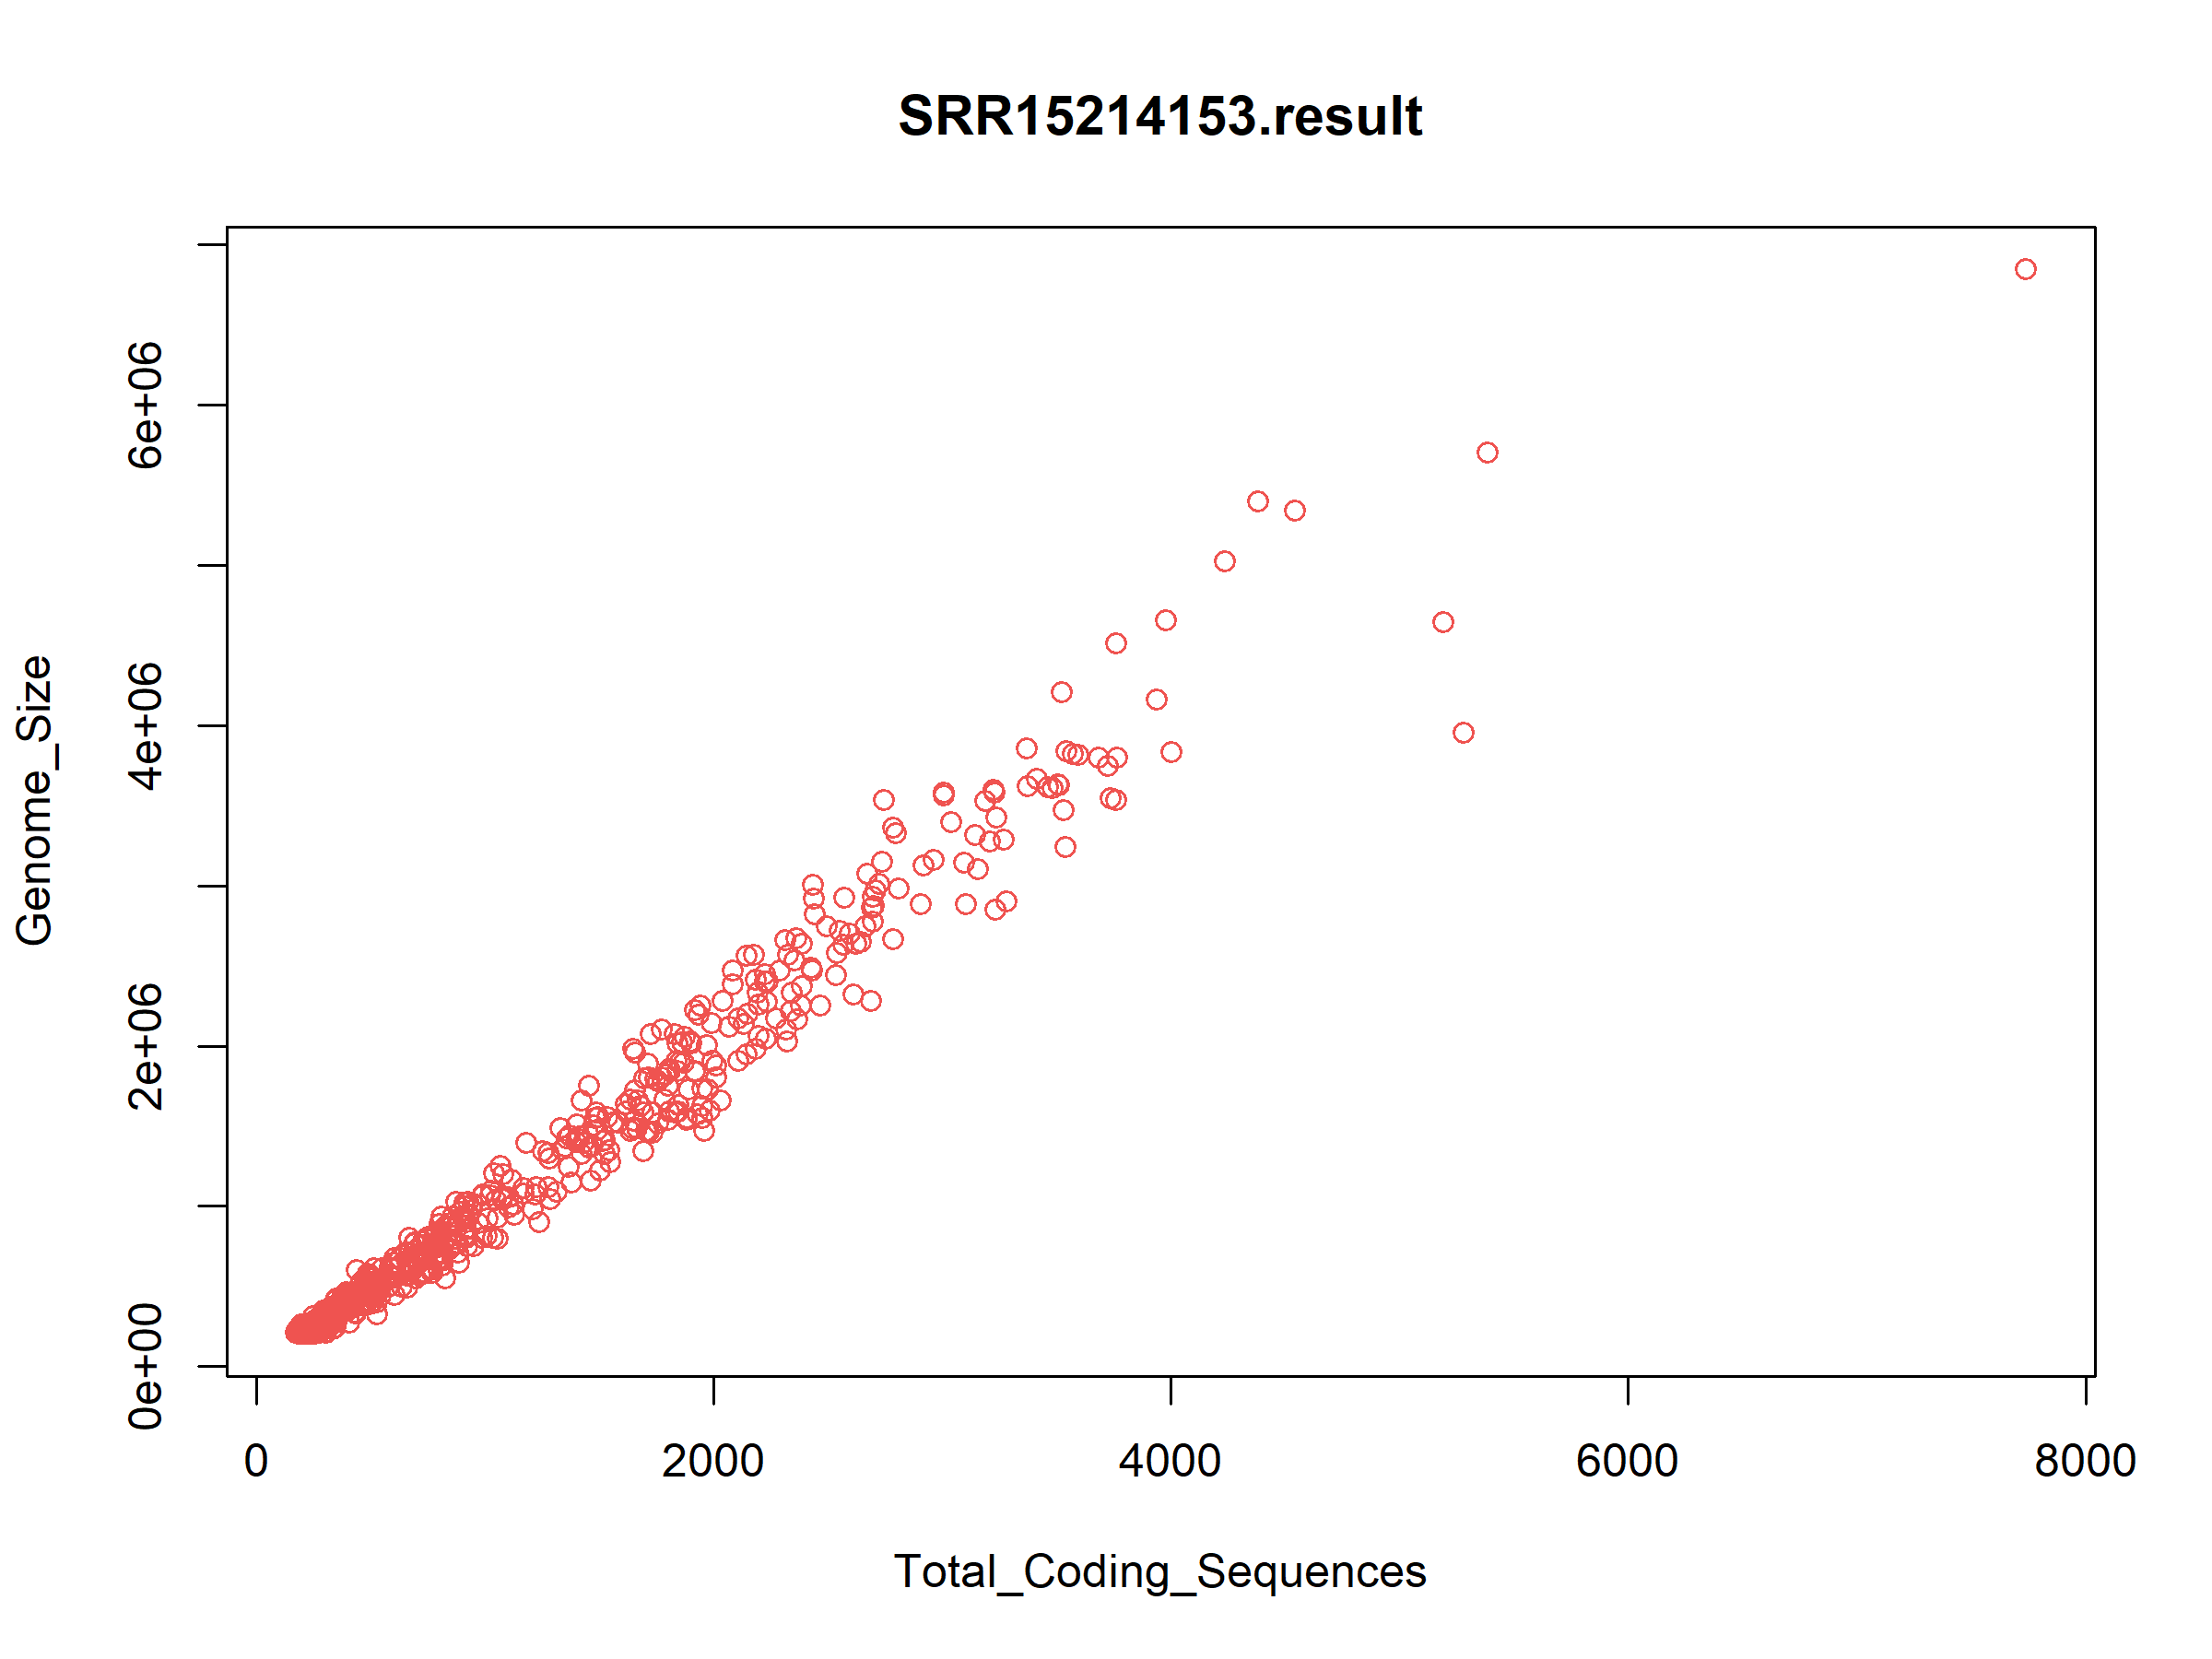 SRR15214153.result
Genome_Size
6e+06
4e+06
2e+06
0e+00
0 2000 4000 6000 8000
Total_Coding_Sequences